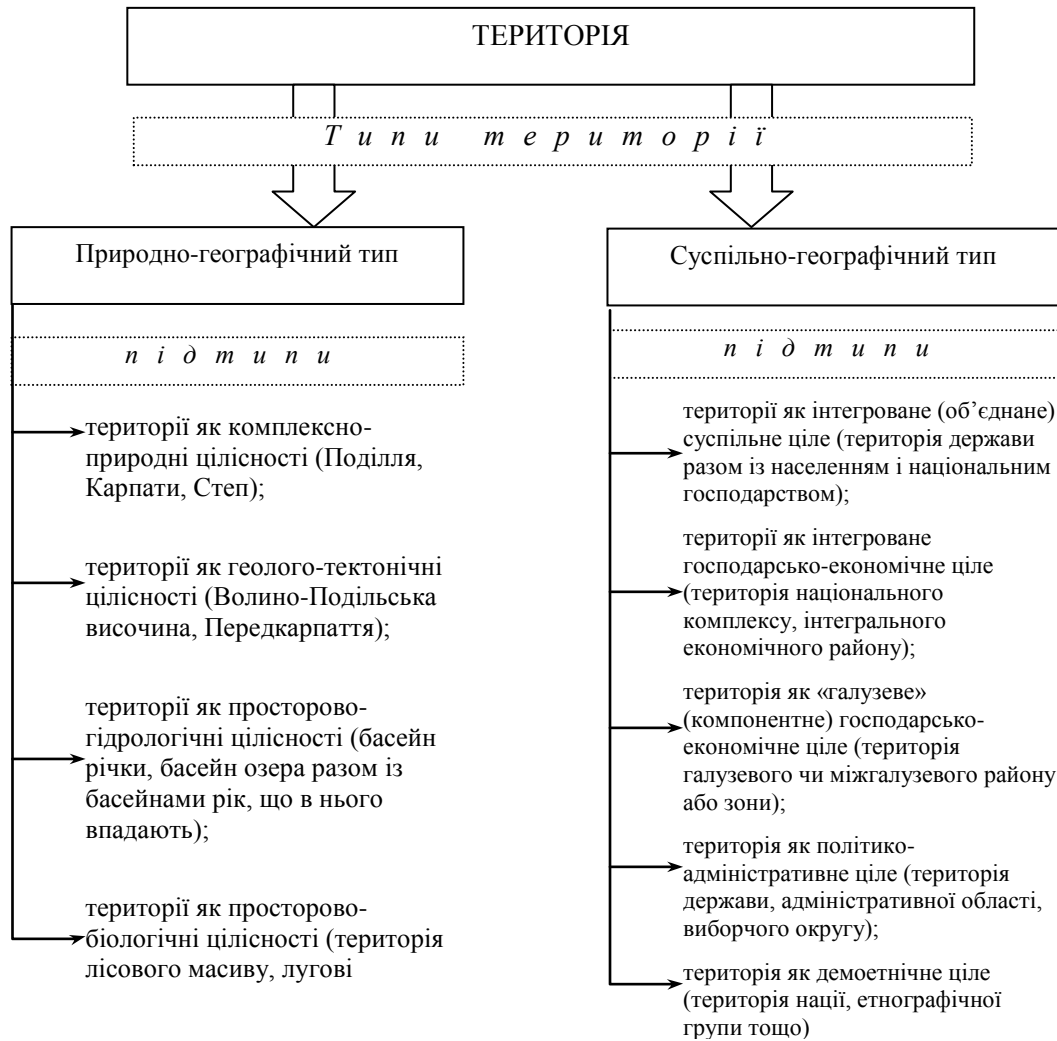 ТЕРИТОРІЯ
Типи території
Природно-географічний тип
підтипи
території як комплексно-
природні цілісності (Поділля,
Карпати, Степ);
території як геолого-тектонічні
цілісності (Волино-Подільська
височина, Передкарпаття);
території як просторово-
гідрологічні цілісності (басейн
річки, басейн озера разом із
басейнами рік, що в нього
впадають);
території як просторово-
біологічні цілісності (територія
лісового масиву, лугові
Суспільно-географічний тип
підтипи
території як інтегроване (об’єднане)
суспільне ціле (територія держави
разом із населенням і національним
господарством);
території як інтегроване
господарсько-економічне ціле
(територія національного
комплексу, інтегрального
економічного району);
територія як «галузеве»
(компонентне) господарсько-
економічне ціле (територія
галузевого чи міжгалузевого району
або зони);
територія як політико-
адміністративне ціле (територія
держави, адміністративної області,
виборчого округу);
територія як демоетнічне ціле
(територія нації, етнографічної
групи тощо)